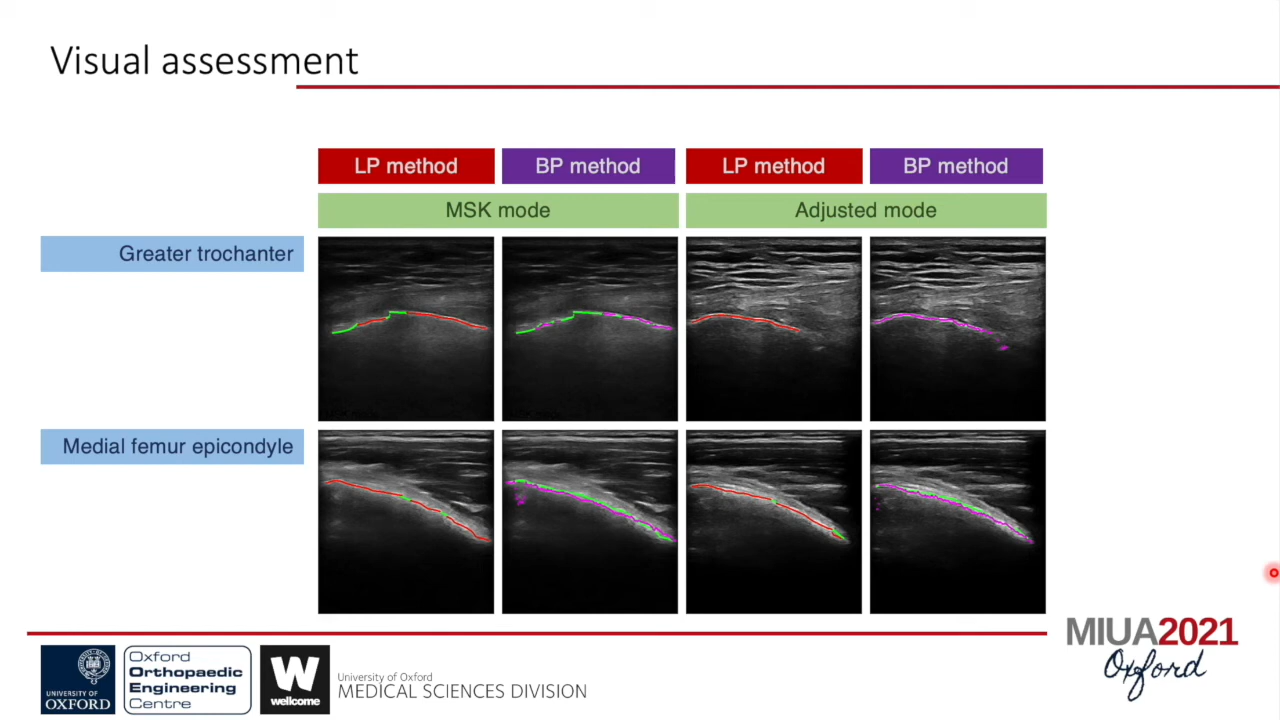 Visual assessment
LP method
BP method
LP method
BP method
MSK mode
Adjusted mode
Greater trochanter
Medial femur epicondyle
MIUA2021
Oxford
UNIVERSITY OF
OXFORD
Oxford
Orthopaedic
Engineering
Centre
W
wellcome
University of Oxford
MEDICAL SCIENCES DIVISION